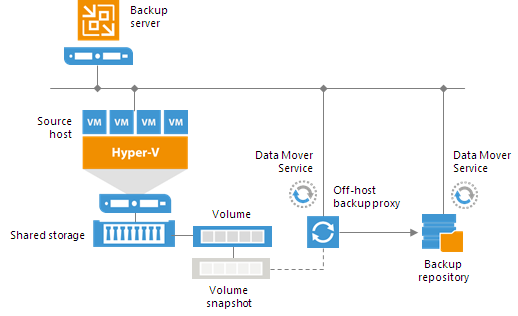 Backup
server
Source
host
VM VM VM VM
Hyper-V
Data Mover
Service
Data Mover
Service
Off-host
backup proxy
Shared storage
Volume
Volume
snapshot
Backup
repository